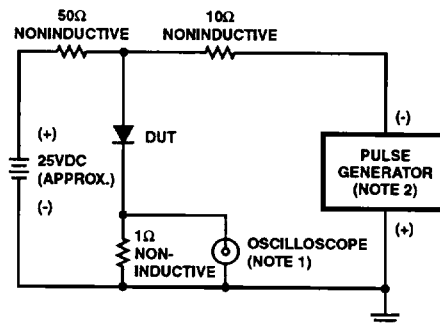 50Ω
NONINDUCTIVE
10Ω
NONINDUCTIVE
(+)
25VDC
(APPROX.)
(-)
DUT
1Ω
NON-
INDUCTIVE
OSCILLOSCOPE
(NOTE 1)
(-)
PULSE
GENERATOR
(NOTE 2)
(+)